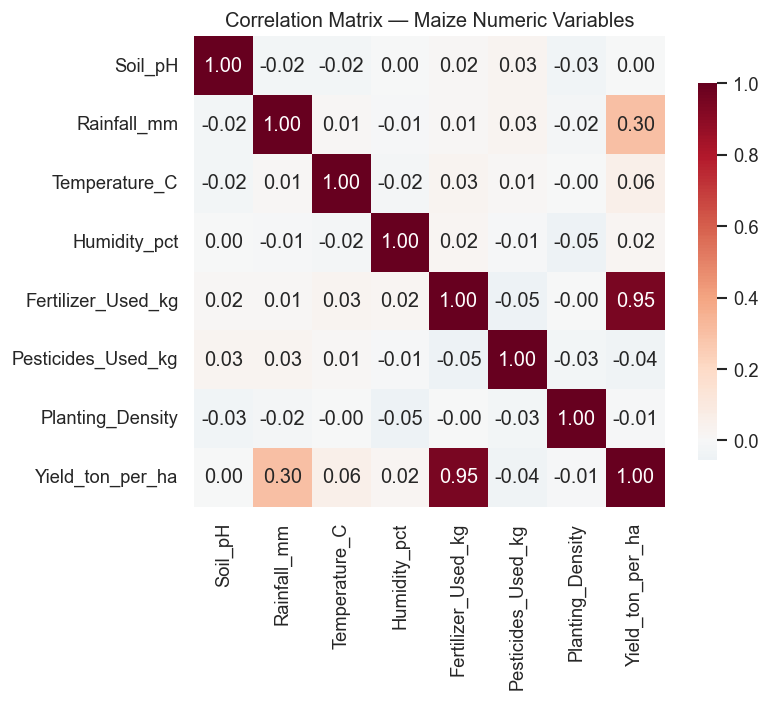 Correlation Matrix — Maize Numeric Variables
Soil_pH 1.00 -0.02 -0.02 0.00 0.02 0.03 -0.03 0.00
Rainfall_mm -0.02 1.00 0.01 -0.01 0.01 0.03 -0.02 0.30
Temperature_C -0.02 0.01 1.00 -0.02 0.03 0.01 -0.00 0.06
Humidity_pct 0.00 -0.01 -0.02 1.00 0.02 -0.01 -0.05 0.02
Fertilizer_Used_kg 0.02 0.01 0.03 0.02 1.00 -0.05 -0.00 0.95
Pesticides_Used_kg 0.03 0.03 0.01 -0.01 -0.05 1.00 -0.03 -0.04
Planting_Density -0.03 -0.02 -0.00 -0.05 -0.00 -0.03 1.00 -0.01
Yield_ton_per_ha 0.00 0.30 0.06 0.02 0.95 -0.04 -0.01 1.00
Soil_pH
Rainfall_mm
Temperature_C
Humidity_pct
Fertilizer_Used_kg
Pesticides_Used_kg
Planting_Density
Yield_ton_per_ha
1.0
0.8
0.6
0.4
0.2
0.0